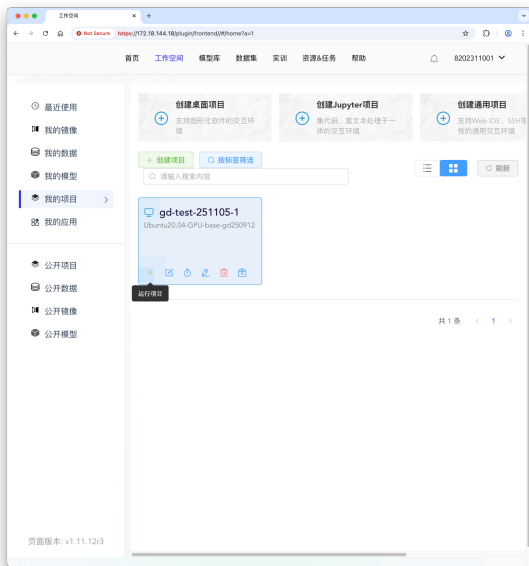 工作空间
Not Secure https://172.18.144.18/plugin/frontend/#/home?a=1
首页 工作空间 模型库 数据集 实训 资源&任务 帮助 8202311001
最近使用
我的镜像
我的数据
我的模型
我的项目
我的应用
公开项目
公开数据
公开镜像
公开模型
页面版本: v1.11.12r3
创建桌面项目
支持图形化软件的交互环
境
创建Jupyter项目
集代码、富文本处理于一
体的交互环境
创建通用项目
支持Web IDE、SSH等
性的通用交互环境
+ 创建项目 按标签筛选
请输入搜索内容
刷新
gd-test-251105-1
Ubuntu20.04-GPU-base-gd250912
运行项目
共 1 条 < 1 >